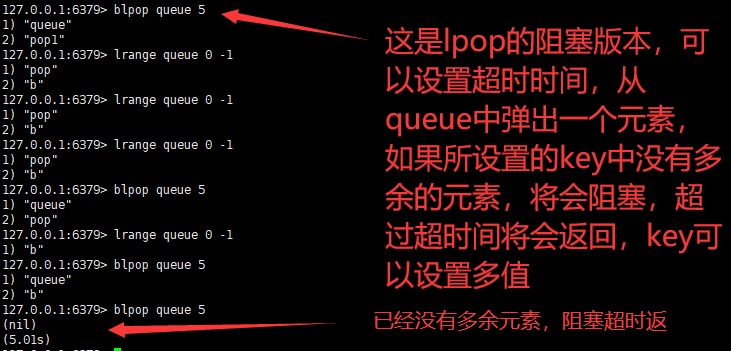 127.0.0.1:6379> blpop queue 5
1) "queue"
2) "pop1"
127.0.0.1:6379> lrange queue 0 -1
1) "pop"
2) "b"
127.0.0.1:6379> lrange queue 0 -1
1) "pop"
2) "b"
127.0.0.1:6379> lrange queue 0 -1
1) "pop"
2) "b"
127.0.0.1:6379> blpop queue 5
1) "queue"
2) "pop"
127.0.0.1:6379> lrange queue 0 -1
1) "b"
127.0.0.1:6379> blpop queue 5
1) "queue"
2) "b"
127.0.0.1:6379> blpop queue 5
(nil)
(5.01s)
这是lpop的阻塞版本，可
以设置超时时间，从
queue中弹出一个元素，
如果所设置的key中没有多
余的元素，将会阻塞，超
过超时间将会返回，key可
以设置多值
已经没有多余元素，阻塞超时返